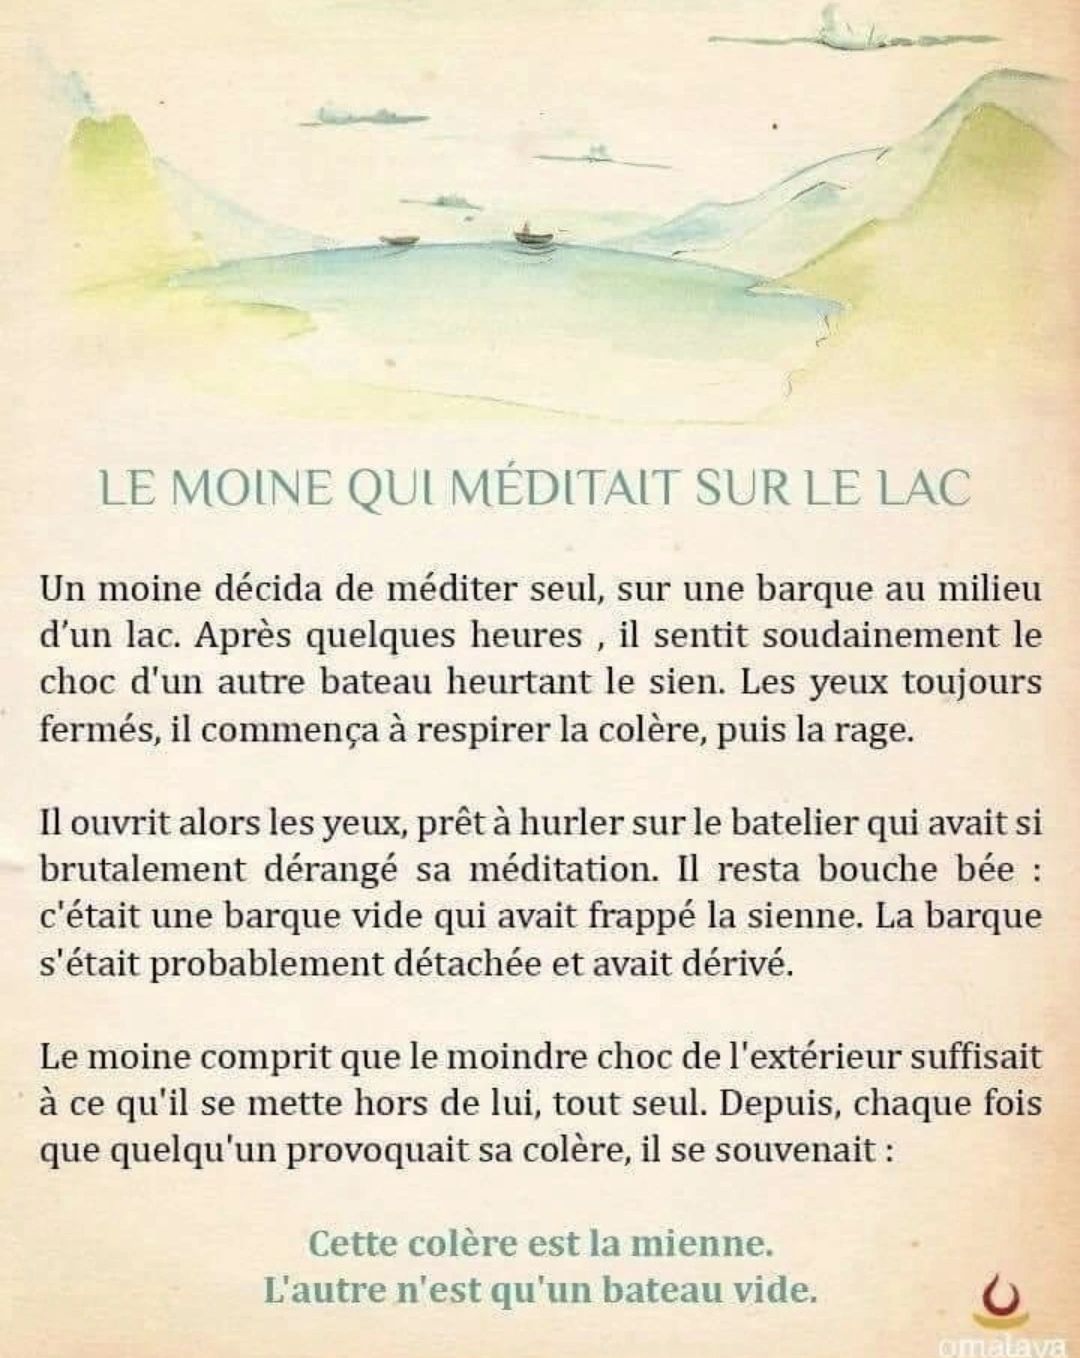 LE MOINE QUI MÉDITAIT SUR LE LAC
Un moine décida de méditer seul, sur une barque au milieu
d'un lac. Après quelques heures , il sentit soudainement le
choc d'un autre bateau heurtant le sien. Les yeux toujours
fermés, il commença à respirer la colère, puis la rage.
Il ouvrit alors les yeux, prêt à hurler sur le batelier qui avait si
brutalement dérangé sa méditation. Il resta bouche bée :
c'était une barque vide qui avait frappé la sienne. La barque
s'était probablement détachée et avait dérivé.
Le moine comprit que le moindre choc de l'extérieur suffisait
à ce qu'il se mette hors de lui, tout seul. Depuis, chaque fois
que quelqu'un provoquait sa colère, il se souvenait :
Cette colère est la mienne.
L'autre n'est qu'un bateau vide.
omalaya